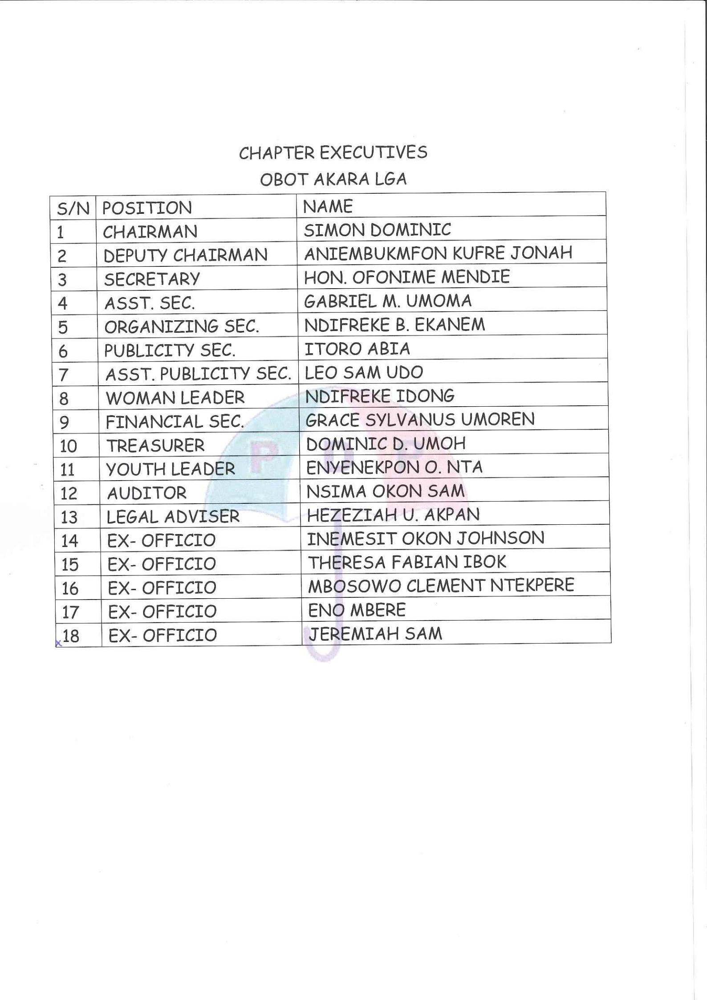 CHAPTER EXECUTIVES
OBOT AKARA LGA
S/N POSITION NAME
1 CHAIRMAN SIMON DOMINIC
2 DEPUTY CHAIRMAN ANIEMBUKMFON KUFRE JONAH
3 SECRETARY HON. OFONIME MENDIE
4 ASST. SEC. GABRIEL M. UMOMA
5 ORGANIZING SEC. NDIFREKE B. EKANEM
6 PUBLICITY SEC. ITORO ABIA
7 ASST. PUBLICITY SEC. LEO SAM UDO
8 WOMAN LEADER NDIFREKE IDONG
9 FINANCIAL SEC. GRACE SYLVANUS UMOREN
10 TREASURER DOMINIC D. UMOH
P D P
11 YOUTH LEADER ENYENEKPON O. NTA
12 AUDITOR NSIMA OKON SAM
13 LEGAL ADVISER HEZEZIAH U. AKPAN
14 EX- OFFICIO INEMESIT OKON JOHNSON
15 EX- OFFICIO THERESA FABIAN IBOK
16 EX- OFFICIO MBOSOWO CLEMENT NTEKPERE
17 EX- OFFICIO ENO MBERE
x 18 EX- OFFICIO JEREMIAH SAM